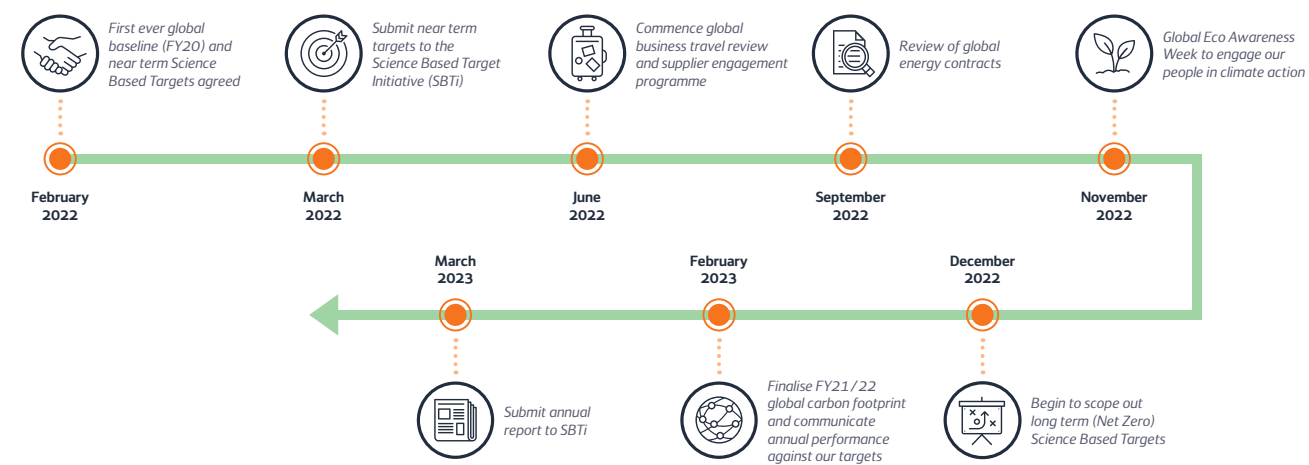 First ever global
baseline (FY20) and
near term Science
Based Targets agreed
Submit near term
targets to the
Science Based Target
Initiative (SBTi)
Commence global
business travel review
and supplier engagement
programme
Review of global
energy contracts
Global Eco Awareness
Week to engage our
people in climate action
February
2022
March
2022
June
2022
September
2022
November
2022
March
2023
February
2023
December
2022
Submit annual
report to SBTi
Finalise FY21/22
global carbon footprint
and communicate
annual performance
against our targets
Begin to scope out
long term (Net Zero)
Science Based Targets